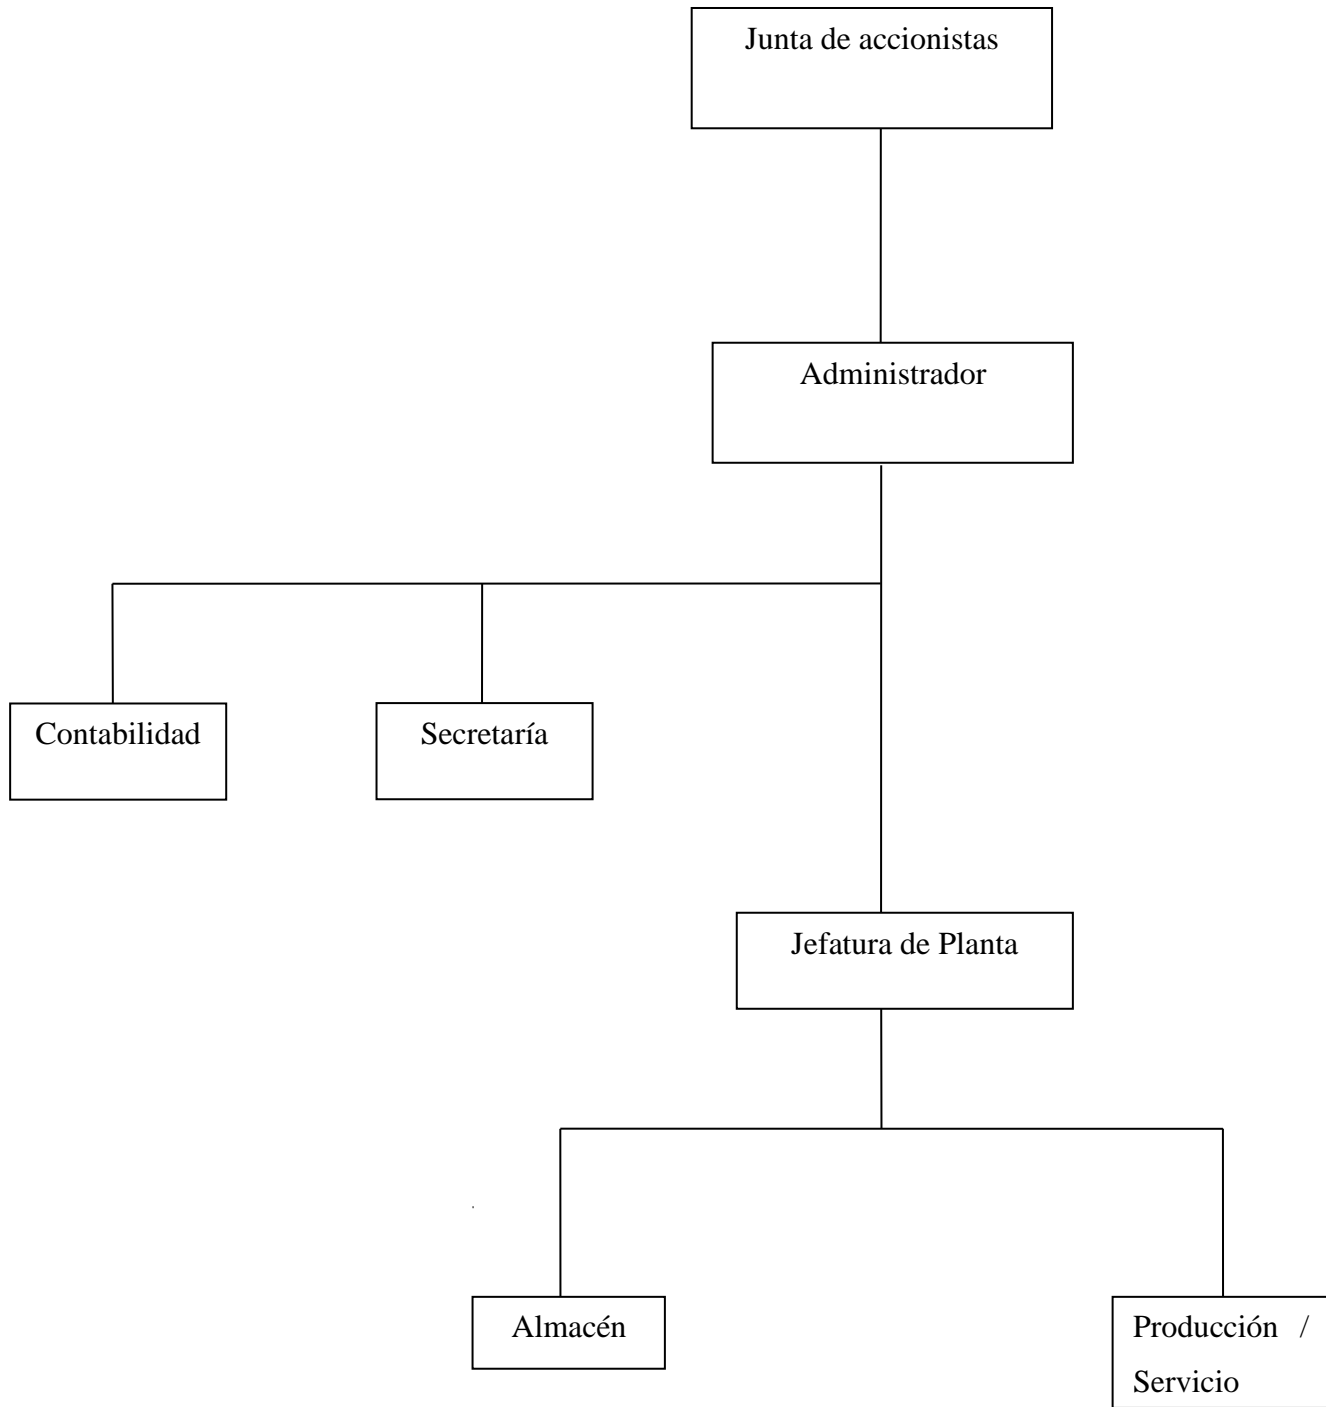 Junta de accionistas
Administrador
Contabilidad
Secretaría
Jefatura de Planta
Almacén
Producción /
Servicio